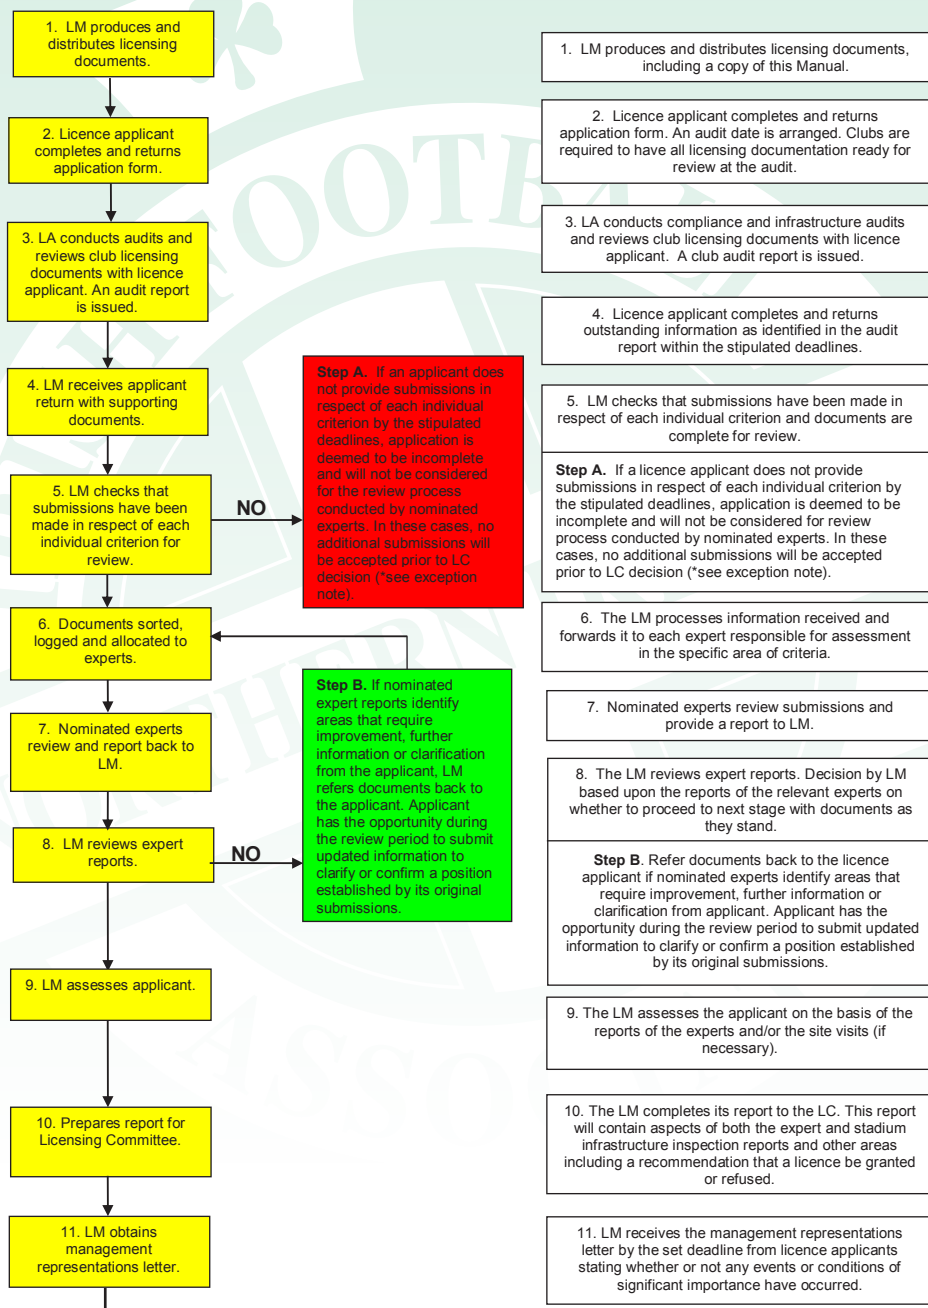 1. LM produces and
distributes licensing
documents.
2. Licence applicant
completes and returns
application form.
3. LA conducts audits and
reviews club licensing
documents with licence
applicant. An audit report
is issued.
4. LM receives applicant
return with supporting
documents.
5. LM checks that
submissions have been
made in respect of each
individual criterion for
review.
NO
Step A. If an applicant does
not provide submissions in
respect of each individual
criterion by the stipulated
deadlines, application is
deemed to be incomplete
and will not be considered
for the review process
conducted by nominated
experts. In these cases, no
additional submissions will
be accepted prior to LC
decision (*see exception
note).
6. Documents sorted,
logged and allocated to
experts.
7. Nominated experts
review and report back to
LM.
8. LM reviews expert
reports.
NO
Step B. If nominated
expert reports identify
areas that require
improvement, further
information or clarification
from the applicant, LM
refers documents back to
the applicant. Applicant
has the opportunity during
the review period to submit
updated information to
clarify or confirm a position
established by its original
submissions.
9. LM assesses applicant.
10. Prepares report for
Licensing Committee.
11. LM obtains
management
representations letter.
1. LM produces and distributes licensing documents,
including a copy of this Manual.
2. Licence applicant completes and returns
application form. An audit date is arranged. Clubs are
required to have all licensing documentation ready for
review at the audit.
3. LA conducts compliance and infrastructure audits
and reviews club licensing documents with licence
applicant. A club audit report is issued.
4. Licence applicant completes and returns
outstanding information as identified in the audit
report within the stipulated deadlines.
5. LM checks that submissions have been made in
respect of each individual criterion and documents are
complete for review.
Step A. If a licence applicant does not provide
submissions in respect of each individual criterion by
the stipulated deadlines, application is deemed to be
incomplete and will not be considered for review
process conducted by nominated experts. In these
cases, no additional submissions will be accepted
prior to LC decision (*see exception note).
6. The LM processes information received and
forwards it to each expert responsible for assessment
in the specific area of criteria.
7. Nominated experts review submissions and
provide a report to LM.
8. The LM reviews expert reports. Decision by LM
based upon the reports of the relevant experts on
whether to proceed to next stage with documents as
they stand.
Step B. Refer documents back to the licence
applicant if nominated experts identify areas that
require improvement, further information or
clarification from applicant. Applicant has the
opportunity during the review period to submit updated
information to clarify or confirm a position established
by its original submissions.
9. The LM assesses the applicant on the basis of the
reports of the experts and/or the site visits (if
necessary).
10. The LM completes its report to the LC. This report
will contain aspects of both the expert and stadium
infrastructure inspection reports and other areas
including a recommendation that a licence be granted
or refused.
11. LM receives the management representations
letter by the set deadline from licence applicants
stating whether or not any events or conditions of
significant importance have occurred.